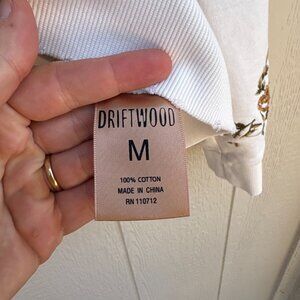 DRIFTWOOD
M
100% COTTON
MADE IN CHINA
RN 110712